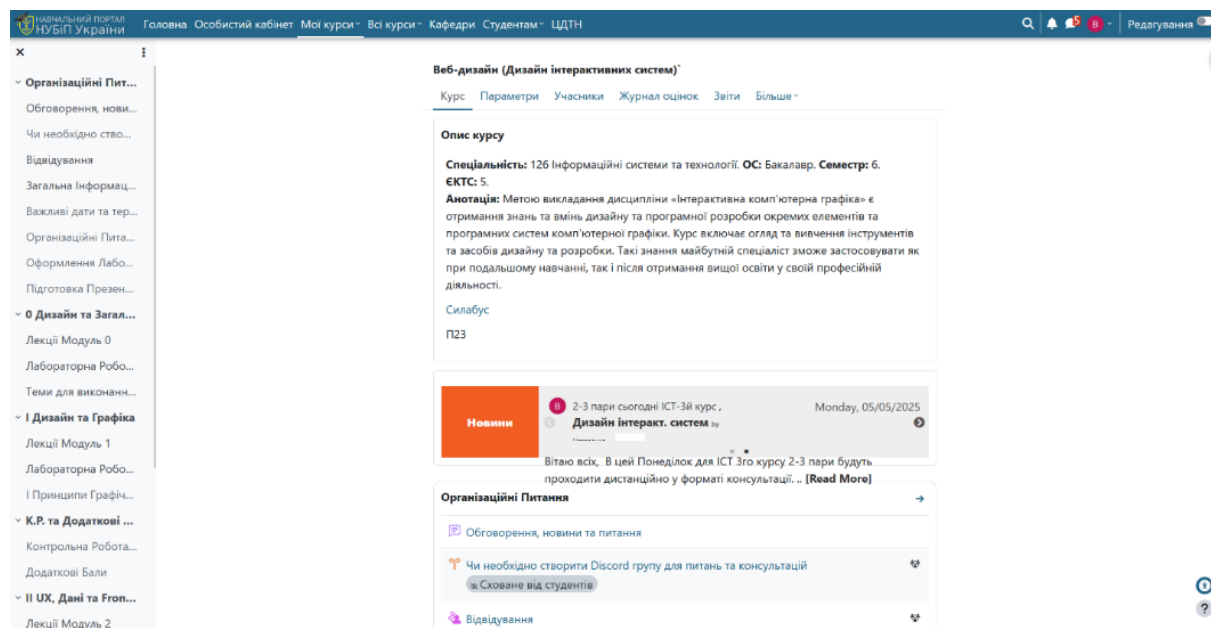 НАВЧАЛЬНИЙ ПОРТАЛ
НУБІП України
Головна Особистий кабінет Мої курси Всі курси Кафедри Студентам ЦДТН
5
В
Редагування
Організаційні Пит...
Обговорення, нови...
Чи необхідно ство...
Відвідування
Загальна Інформац...
Важливі дати та тер...
Організаційні Пита...
Оформлення Лабо...
Підготовка Презен...
0 Дизайн та Загал...
Лекції Модуль 0
Лабораторна Робо...
Теми для виконанн...
І Дизайн та Графіка
Лекції Модуль 1
Лабораторна Робо...
І Принципи Графіч...
К.Р. та Додаткові ...
Контрольна Робота...
Додаткові Бали
ІІ UX, Дані та Fron...
Лекції Модуль 2
Веб-дизайн (Дизайн інтерактивних систем)`
Курс Параметри Учасники Журнал оцінок Звіти Більше
Опис курсу
Спеціальність: 126 Інформаційні системи та технології. ОС: Бакалавр. Семестр: 6.
ЄКТС: 5.
Анотація: Метою викладання дисципліни «Інтерактивна комп'ютерна графіка» є
отримання знань та вмінь дизайну та програмної розробки окремих елементів та
програмних систем комп'ютерної графіки. Курс включає огляд та вивчення інструментів
та засобів дизайну та розробки. Такі знання майбутній спеціаліст зможе застосовувати як
при подальшому навчанні, так і після отримання вищої освіти у своїй професійній
діяльності.
Силабус
П23
Новини
В
2-3 пари сьогодні ІСТ-3й курс ,
Monday, 05/05/2025
Дизайн інтеракт. систем by
Вітаю всіх, В цей Понеділок для ІСТ 3го курсу 2-3 пари будуть
проходити дистанційно у форматі консультації. .. [Read More]
Організаційні Питання
Обговорення, новини та питання
Чи необхідно створити Discord групу для питань та консультацій
Сховане від студентів
Відвідування
?